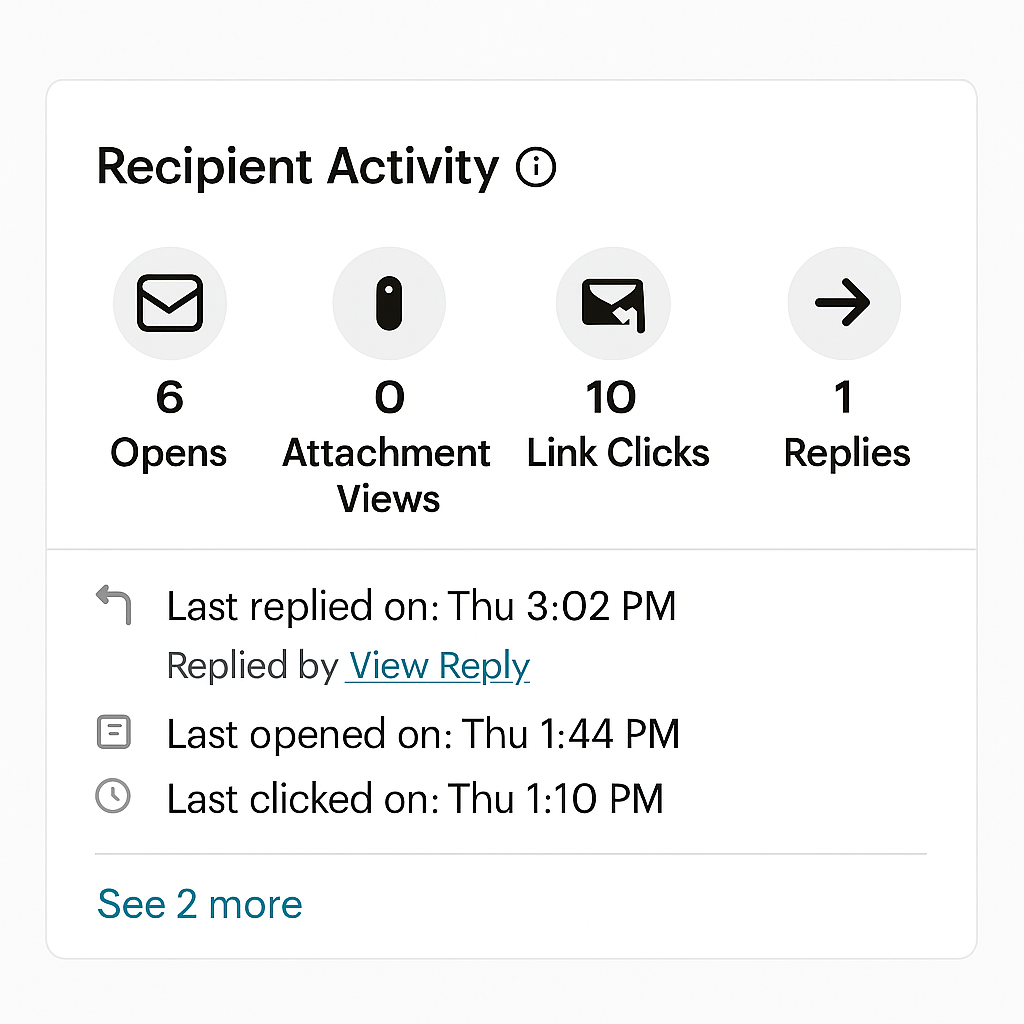 Recipient Activity
6
Opens
0
Attachment
Views
10
Link Clicks
1
Replies
Last replied on: Thu 3:02 PM
Replied by View Reply
Last opened on: Thu 1:44 PM
Last clicked on: Thu 1:10 PM
See 2 more